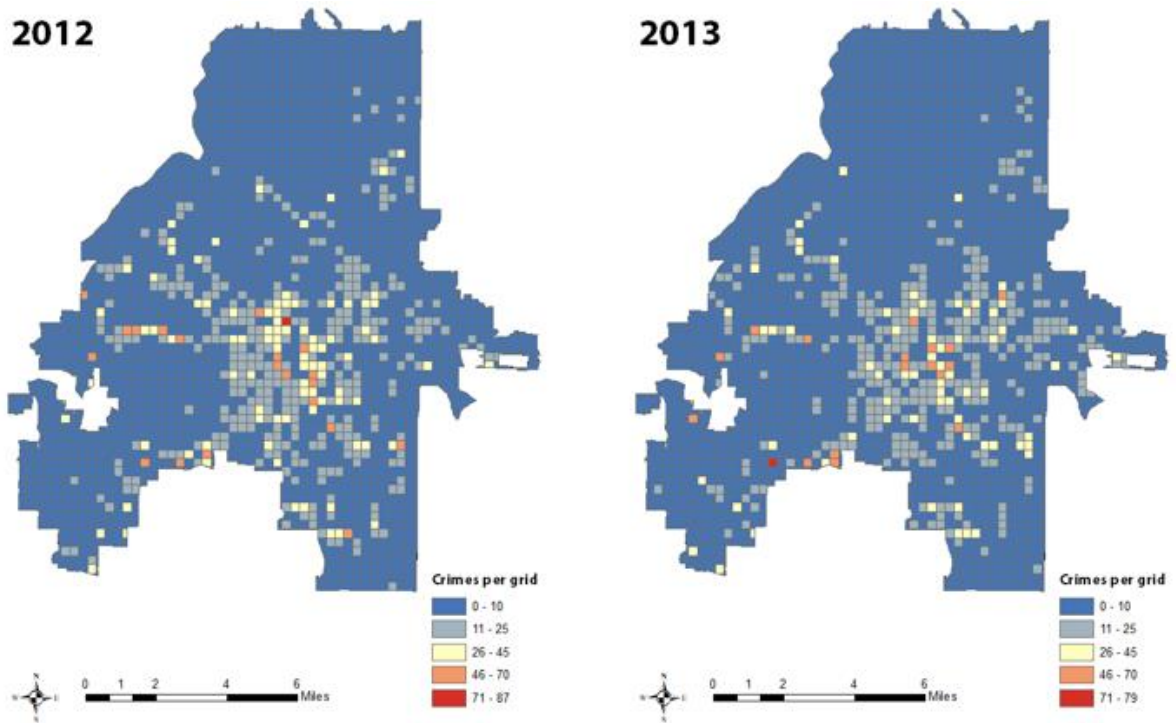 2012
2013
Crimes per grid
0 - 10
11 - 25
26 - 45
46 - 70
71 - 87
Crimes per grid
0 - 10
11 - 25
26 - 45
46 - 70
71 - 79
N
W E
S
0 1 2 4 6
Miles
N
W E
S
0 1 2 4 6
Miles